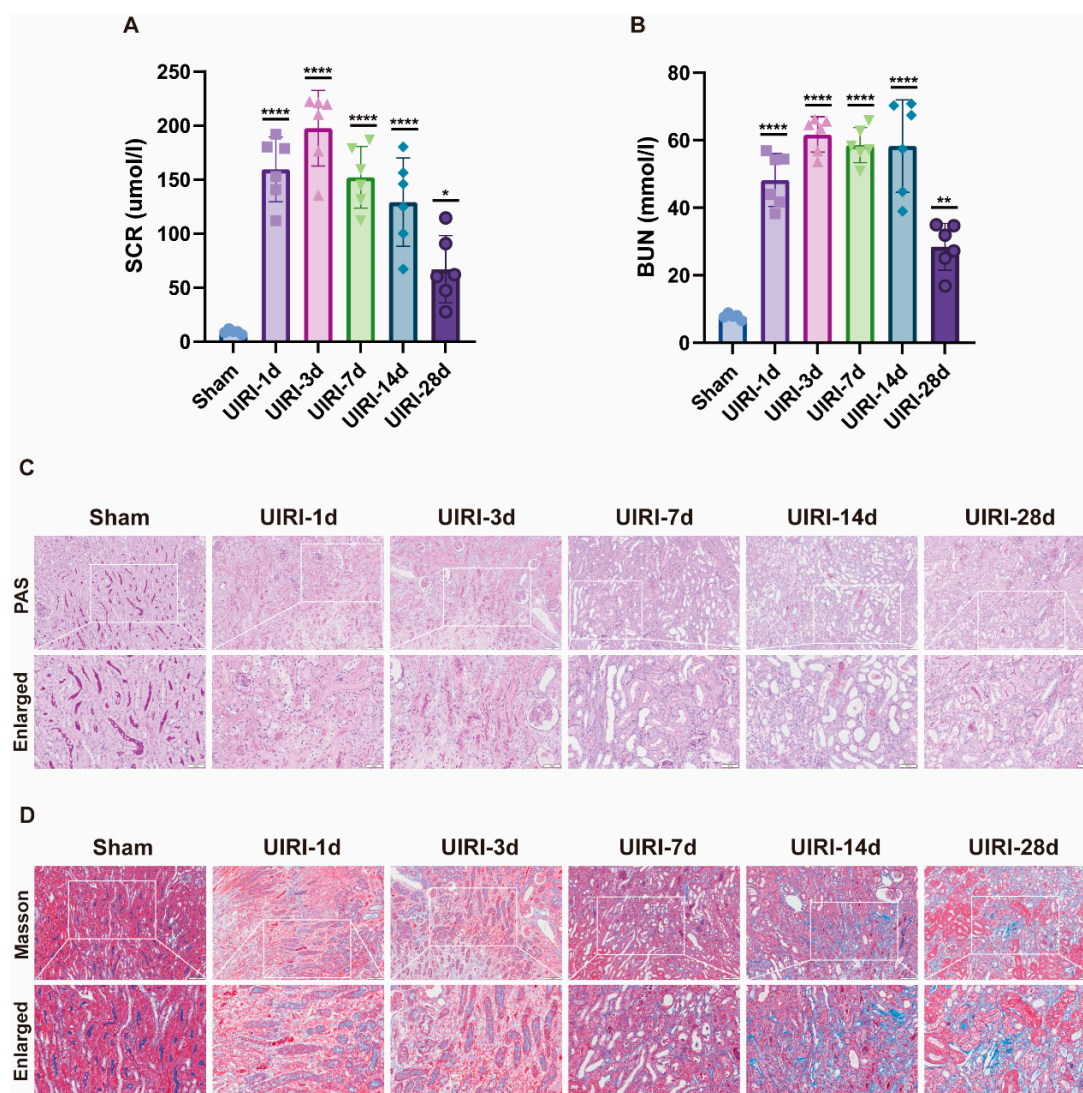 A
B
250
200
150
100
50
0
SCR (umol/l)
****
****
****
****
*
Sham
UIRI-1d
UIRI-3d
UIRI-7d
UIRI-14d
UIRI-28d
80
60
40
20
0
BUN (mmol/l)
****
****
****
****
**
Sham
UIRI-1d
UIRI-3d
UIRI-7d
UIRI-14d
UIRI-28d
C
Sham UIRI-1d UIRI-3d UIRI-7d UIRI-14d UIRI-28d
PAS
Enlarged
D
Sham UIRI-1d UIRI-3d UIRI-7d UIRI-14d UIRI-28d
Masson
Enlarged